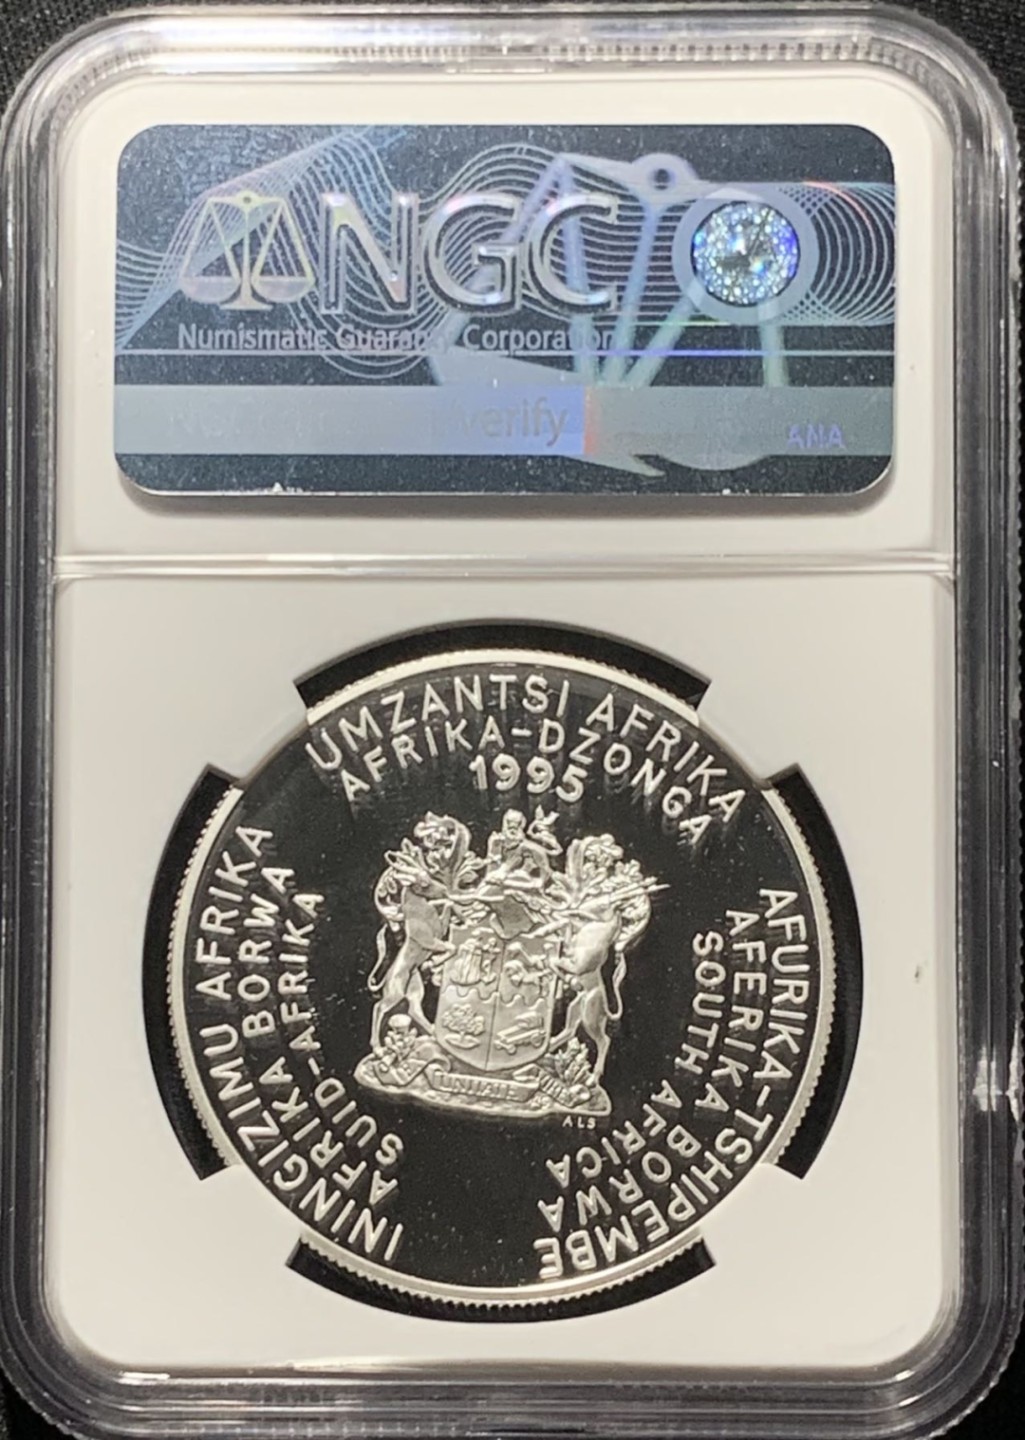 NGC
Numismatic Guaranty Corporation
verify
ANA
UMZANTSI AFRIKA
AFRIKA-DZONGA
1995
AFURIKA-TSHIPEMBE
AFERIKA BORWA
SOUTH AFRICA
ININGIZIMU AFRIKA
AFRIKA BORWA
SUID-AFRIKA
ALS